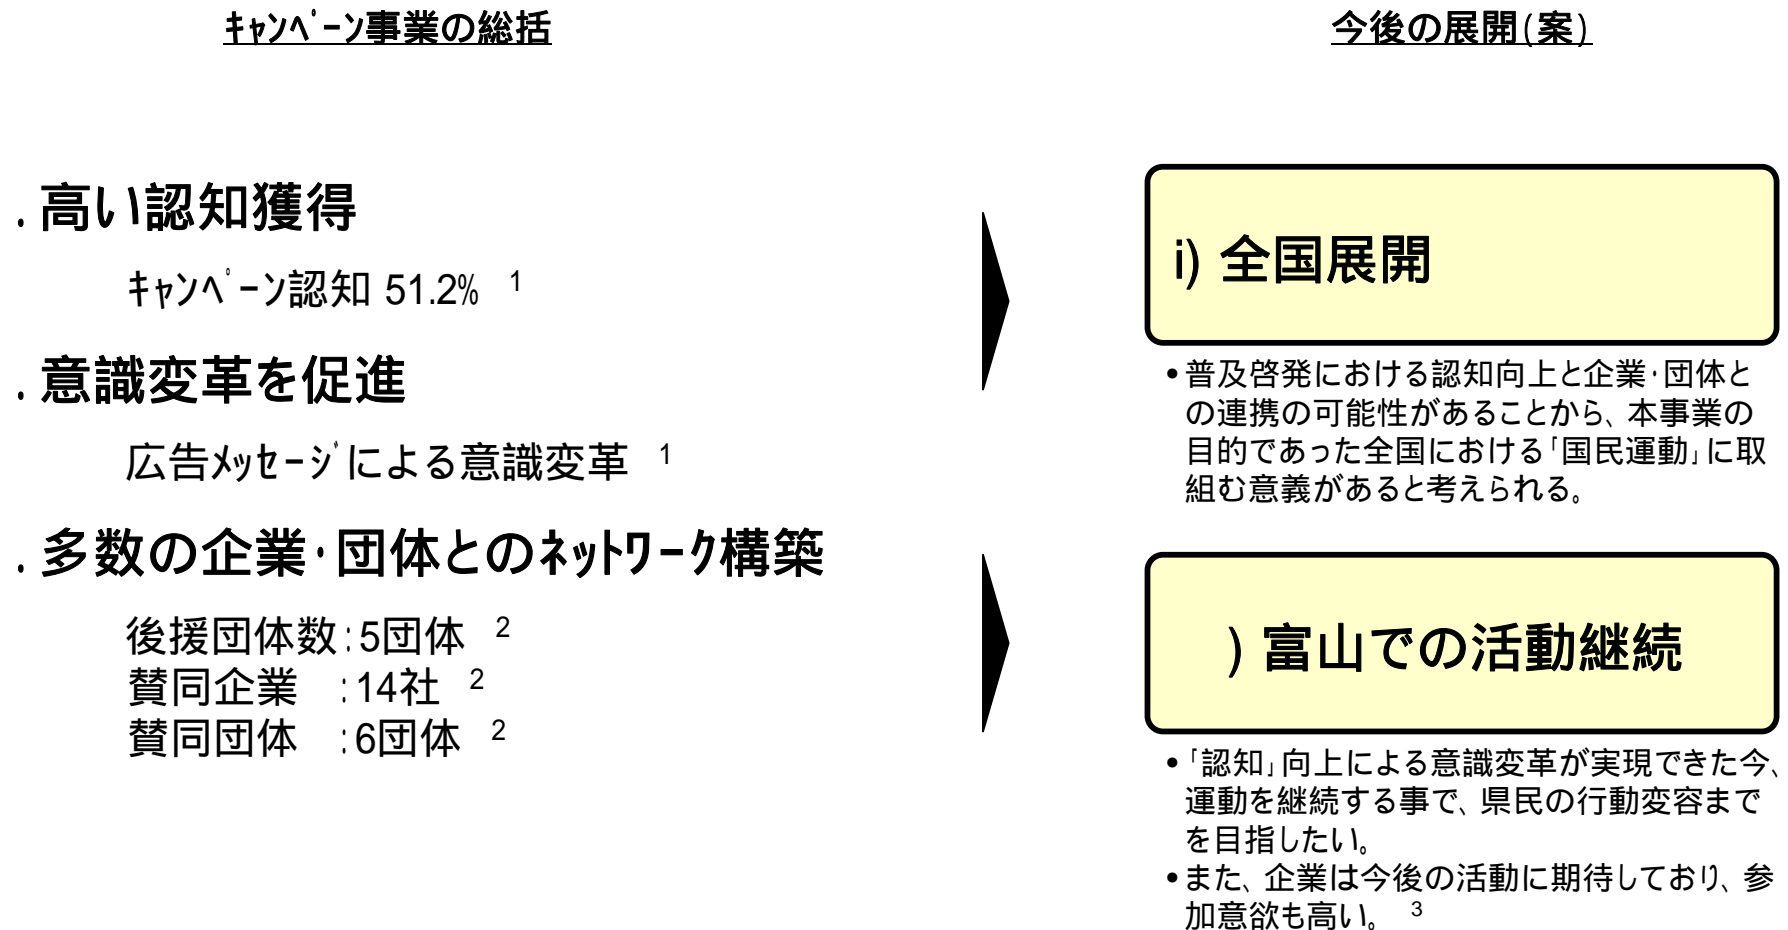 ｷｬﾝﾍﾟｰﾝ事業の総括
.高い認知獲得
ｷｬﾝﾍﾟｰﾝ認知 51.2% 1
.意識変革を促進
広告ﾒｯｾｰｼﾞによる意識変革 1
.多数の企業･団体とのﾈｯﾄﾜｰｸ構築
後援団体数:5団体 2
賛同企業 :14社 2
賛同団体 :6団体 2
今後の展開(案)
i) 全国展開
•普及啓発における認知向上と企業･団体と
の連携の可能性があることから、本事業の
目的であった全国における｢国民運動｣に取
組む意義があると考えられる。
) 富山での活動継続
•｢認知｣向上による意識変革が実現できた今、
運動を継続する事で、県民の行動変容まで
を目指したい。
•また、企業は今後の活動に期待しており、参
加意欲も高い。 3